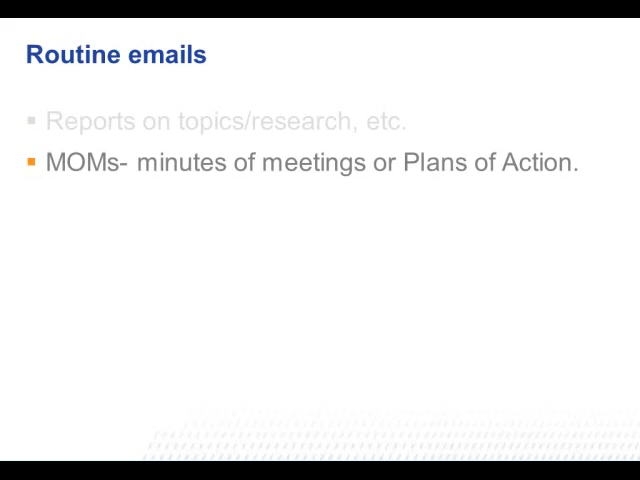 Routine emails
Reports on topics/research, etc.
MOMs- minutes of meetings or Plans of Action.